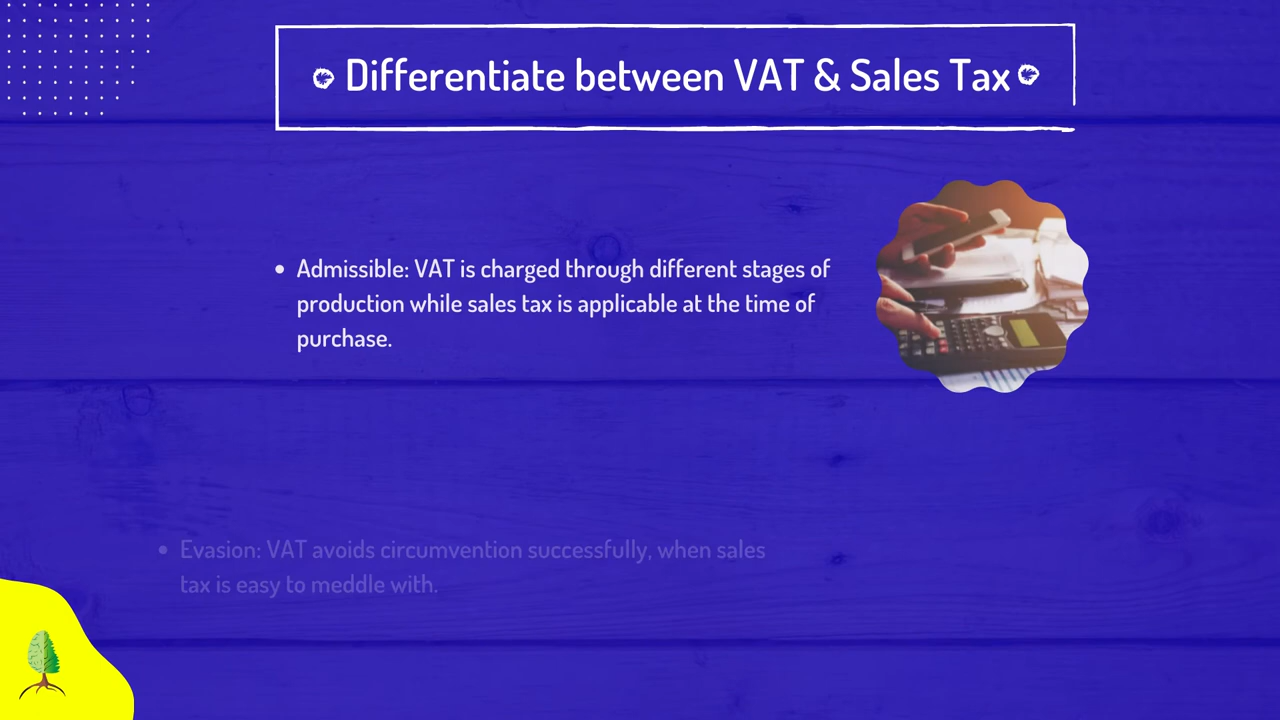 Differentiate between VAT & Sales Tax
Admissible: VAT is charged through different stages of
production while sales tax is applicable at the time of
purchase.
Evasion: VAT avoids circumvention successfully, when sales
tax is easy to meddle with.